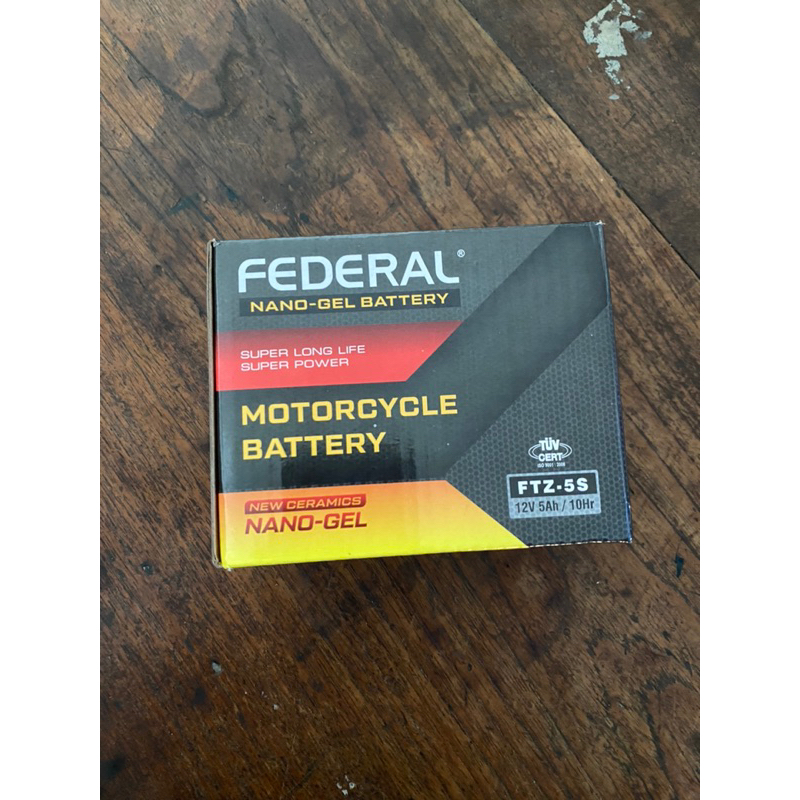 FEDERAL®
NANO-GEL BATTERY
SUPER LONG LIFE
SUPER POWER
MOTORCYCLE
BATTERY
NEW CERAMICS
NANO-GEL
TÜV
CERT
FTZ-5S
12V 5Ah / 10Hr